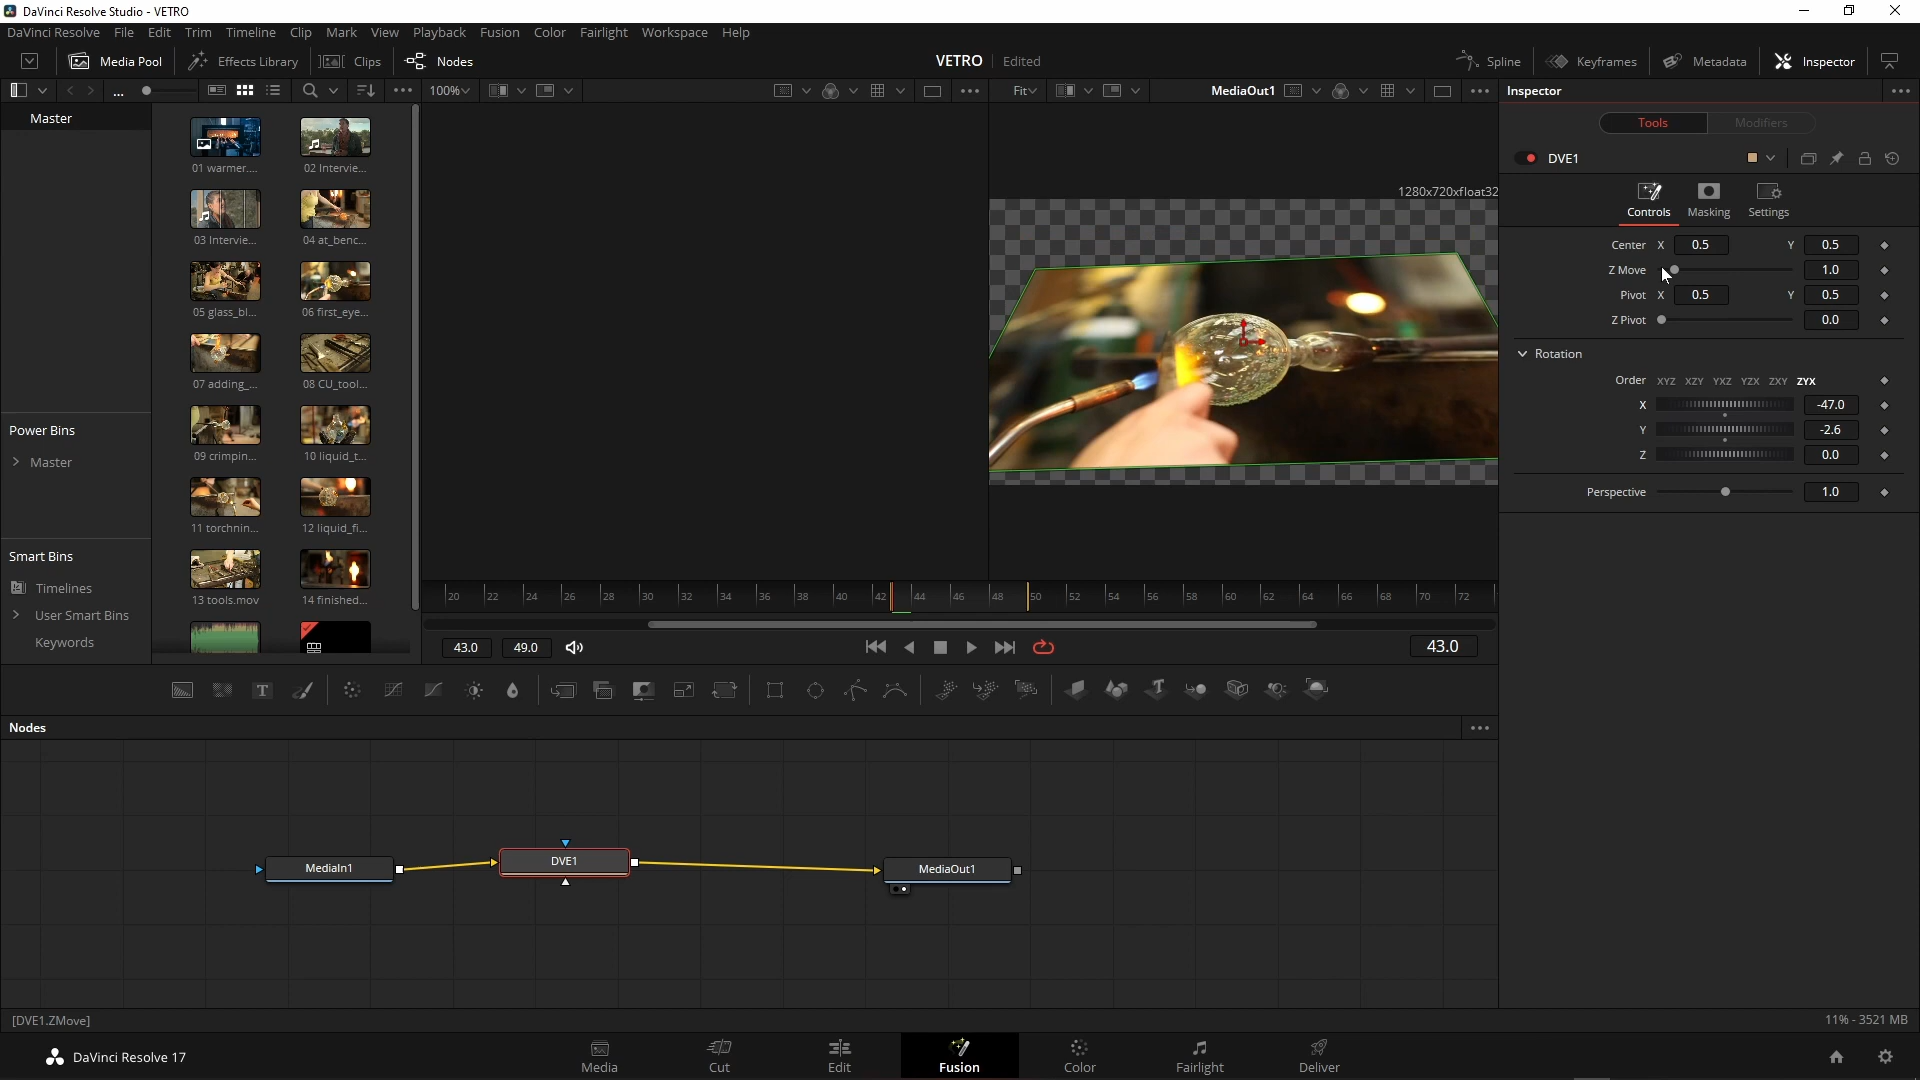 DaVinci Resolve Studio - VETRO
DaVinci Resolve File Edit Trim Timeline Clip Mark View Playback Fusion Color Fairlight Workspace Help
Media Pool Effects Library Clips Nodes VETRO Edited Spline Keyframes Metadata Inspector
... 100% Fit MediaOut1 Inspector
Master
Tools Modifiers
DVE1
01 warmer.... 02 Intervie...
1280x720xfloat32
Controls Masking Settings
03 Intervie... 04 at_benc...
Center X 0.5 Y 0.5
Z Move 1.0
Pivot X 0.5 Y 0.5
05 glass_bl... 06 first_eye...
Z Pivot 0.0
Rotation
07 adding_... 08 CU_tool...
Order XYZ XZY YXZ YZX ZXY ZYX
X -47.0
Power Bins
Y -2.6
09 crimpin... 10 liquid_t...
Z 0.0
Master
Perspective 1.0
11 torchnin... 12 liquid_fi...
Smart Bins
Timelines
13 tools.mov 14 finished...
20 22 24 26 28 30 32 34 36 38 40 42 44 46 48 50 52 54 56 58 60 62 64 66 68 70 72
User Smart Bins
Keywords
43.0 49.0 43.0
T
Nodes
MediaIn1 DVE1 MediaOut1
[DVE1.ZMove] 11% - 3521 MB
DaVinci Resolve 17 Media Cut Edit Fusion Color Fairlight Deliver